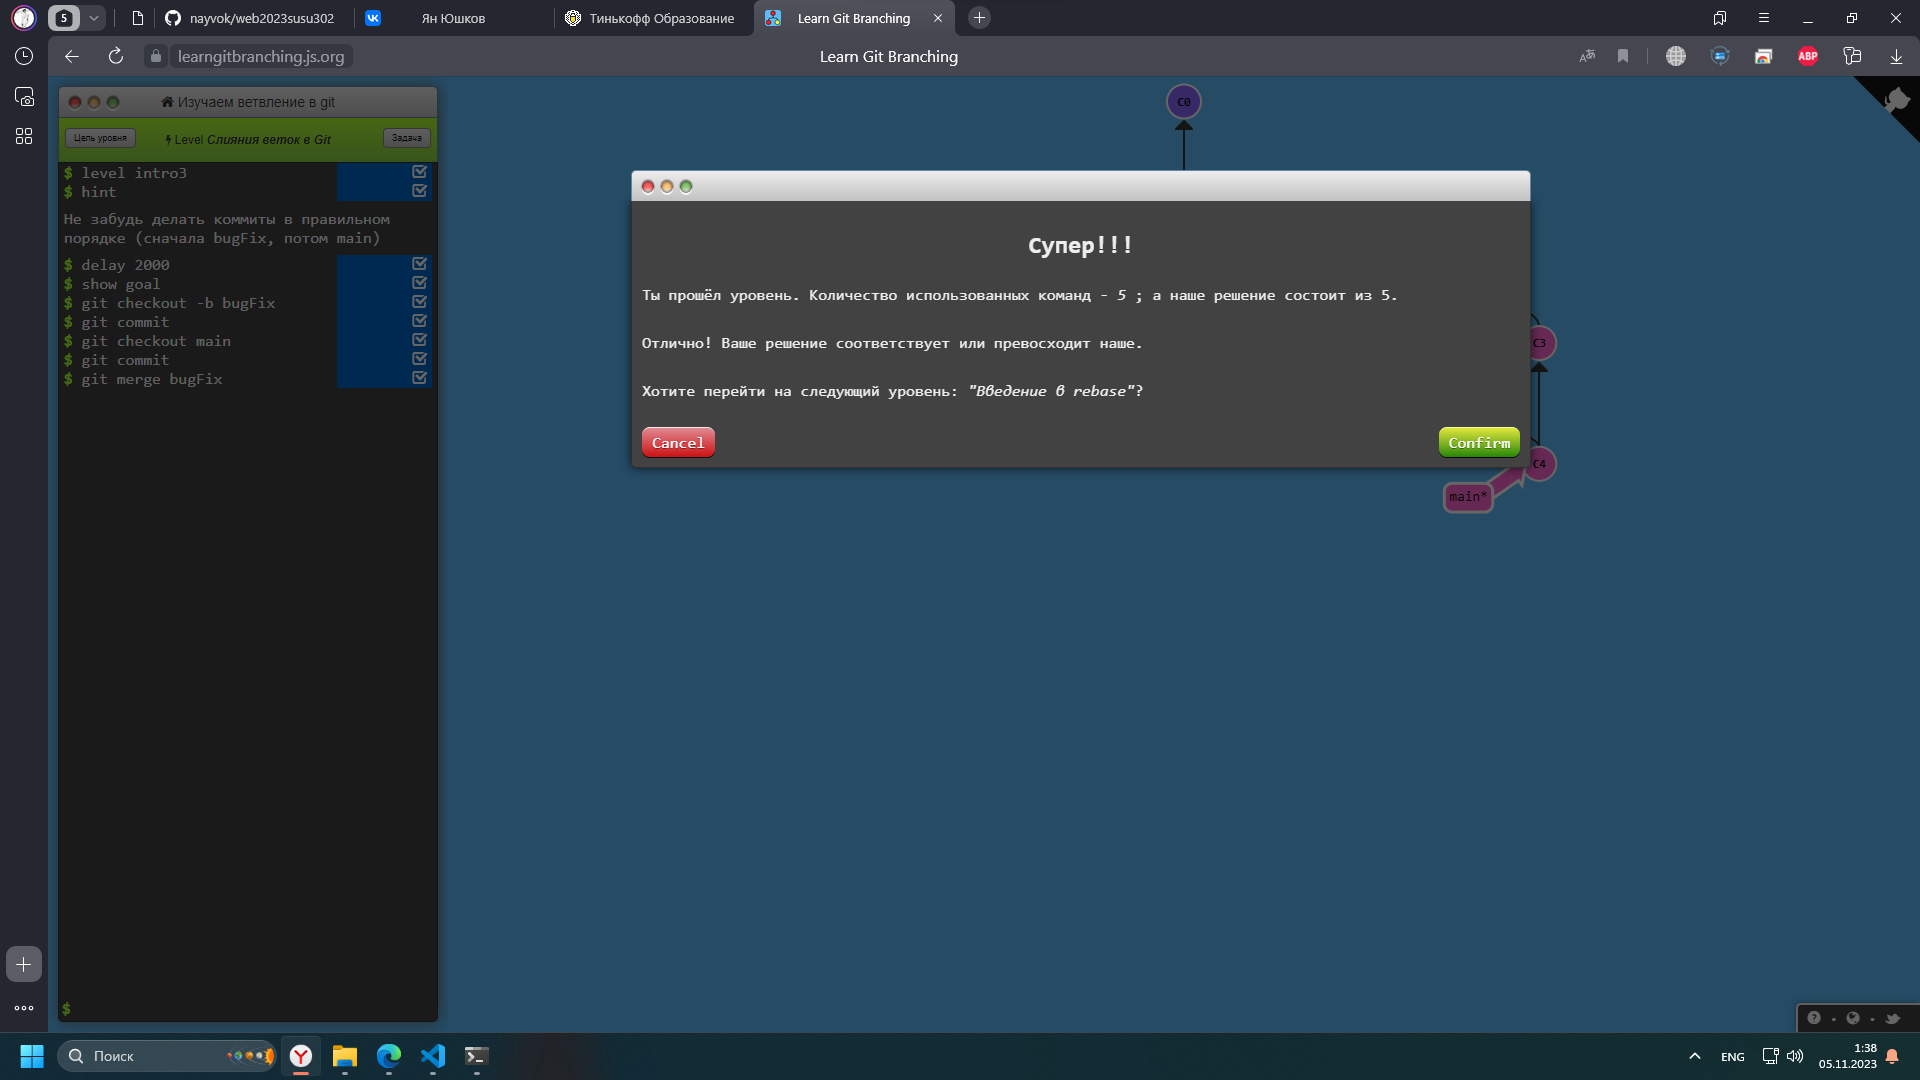 5
nayvok/web2023susu302
Ян Юшков
Тинькофф Образование
Learn Git Branching
learngitbranching.js.org
Learn Git Branching
ABP
Изучаем ветвление в git
Цель уровня
Level Слияния веток в Git
Задача
$ level intro3
$ hint
Не забудь делать коммиты в правильном
порядке (сначала bugFix, потом main)
$ delay 2000
$ show goal
$ git checkout -b bugFix
$ git commit
$ git checkout main
$ git commit
$ git merge bugFix
$
C0
Супер!!!
Ты прошёл уровень. Количество использованных команд - 5 ; а наше решение состоит из 5.
Отлично! Ваше решение соответствует или превосходит наше.
Хотите перейти на следующий уровень: "Введение в rebase"?
Cancel
Confirm
C3
C4
main*
Поиск
ENG
1:38
05.11.2023